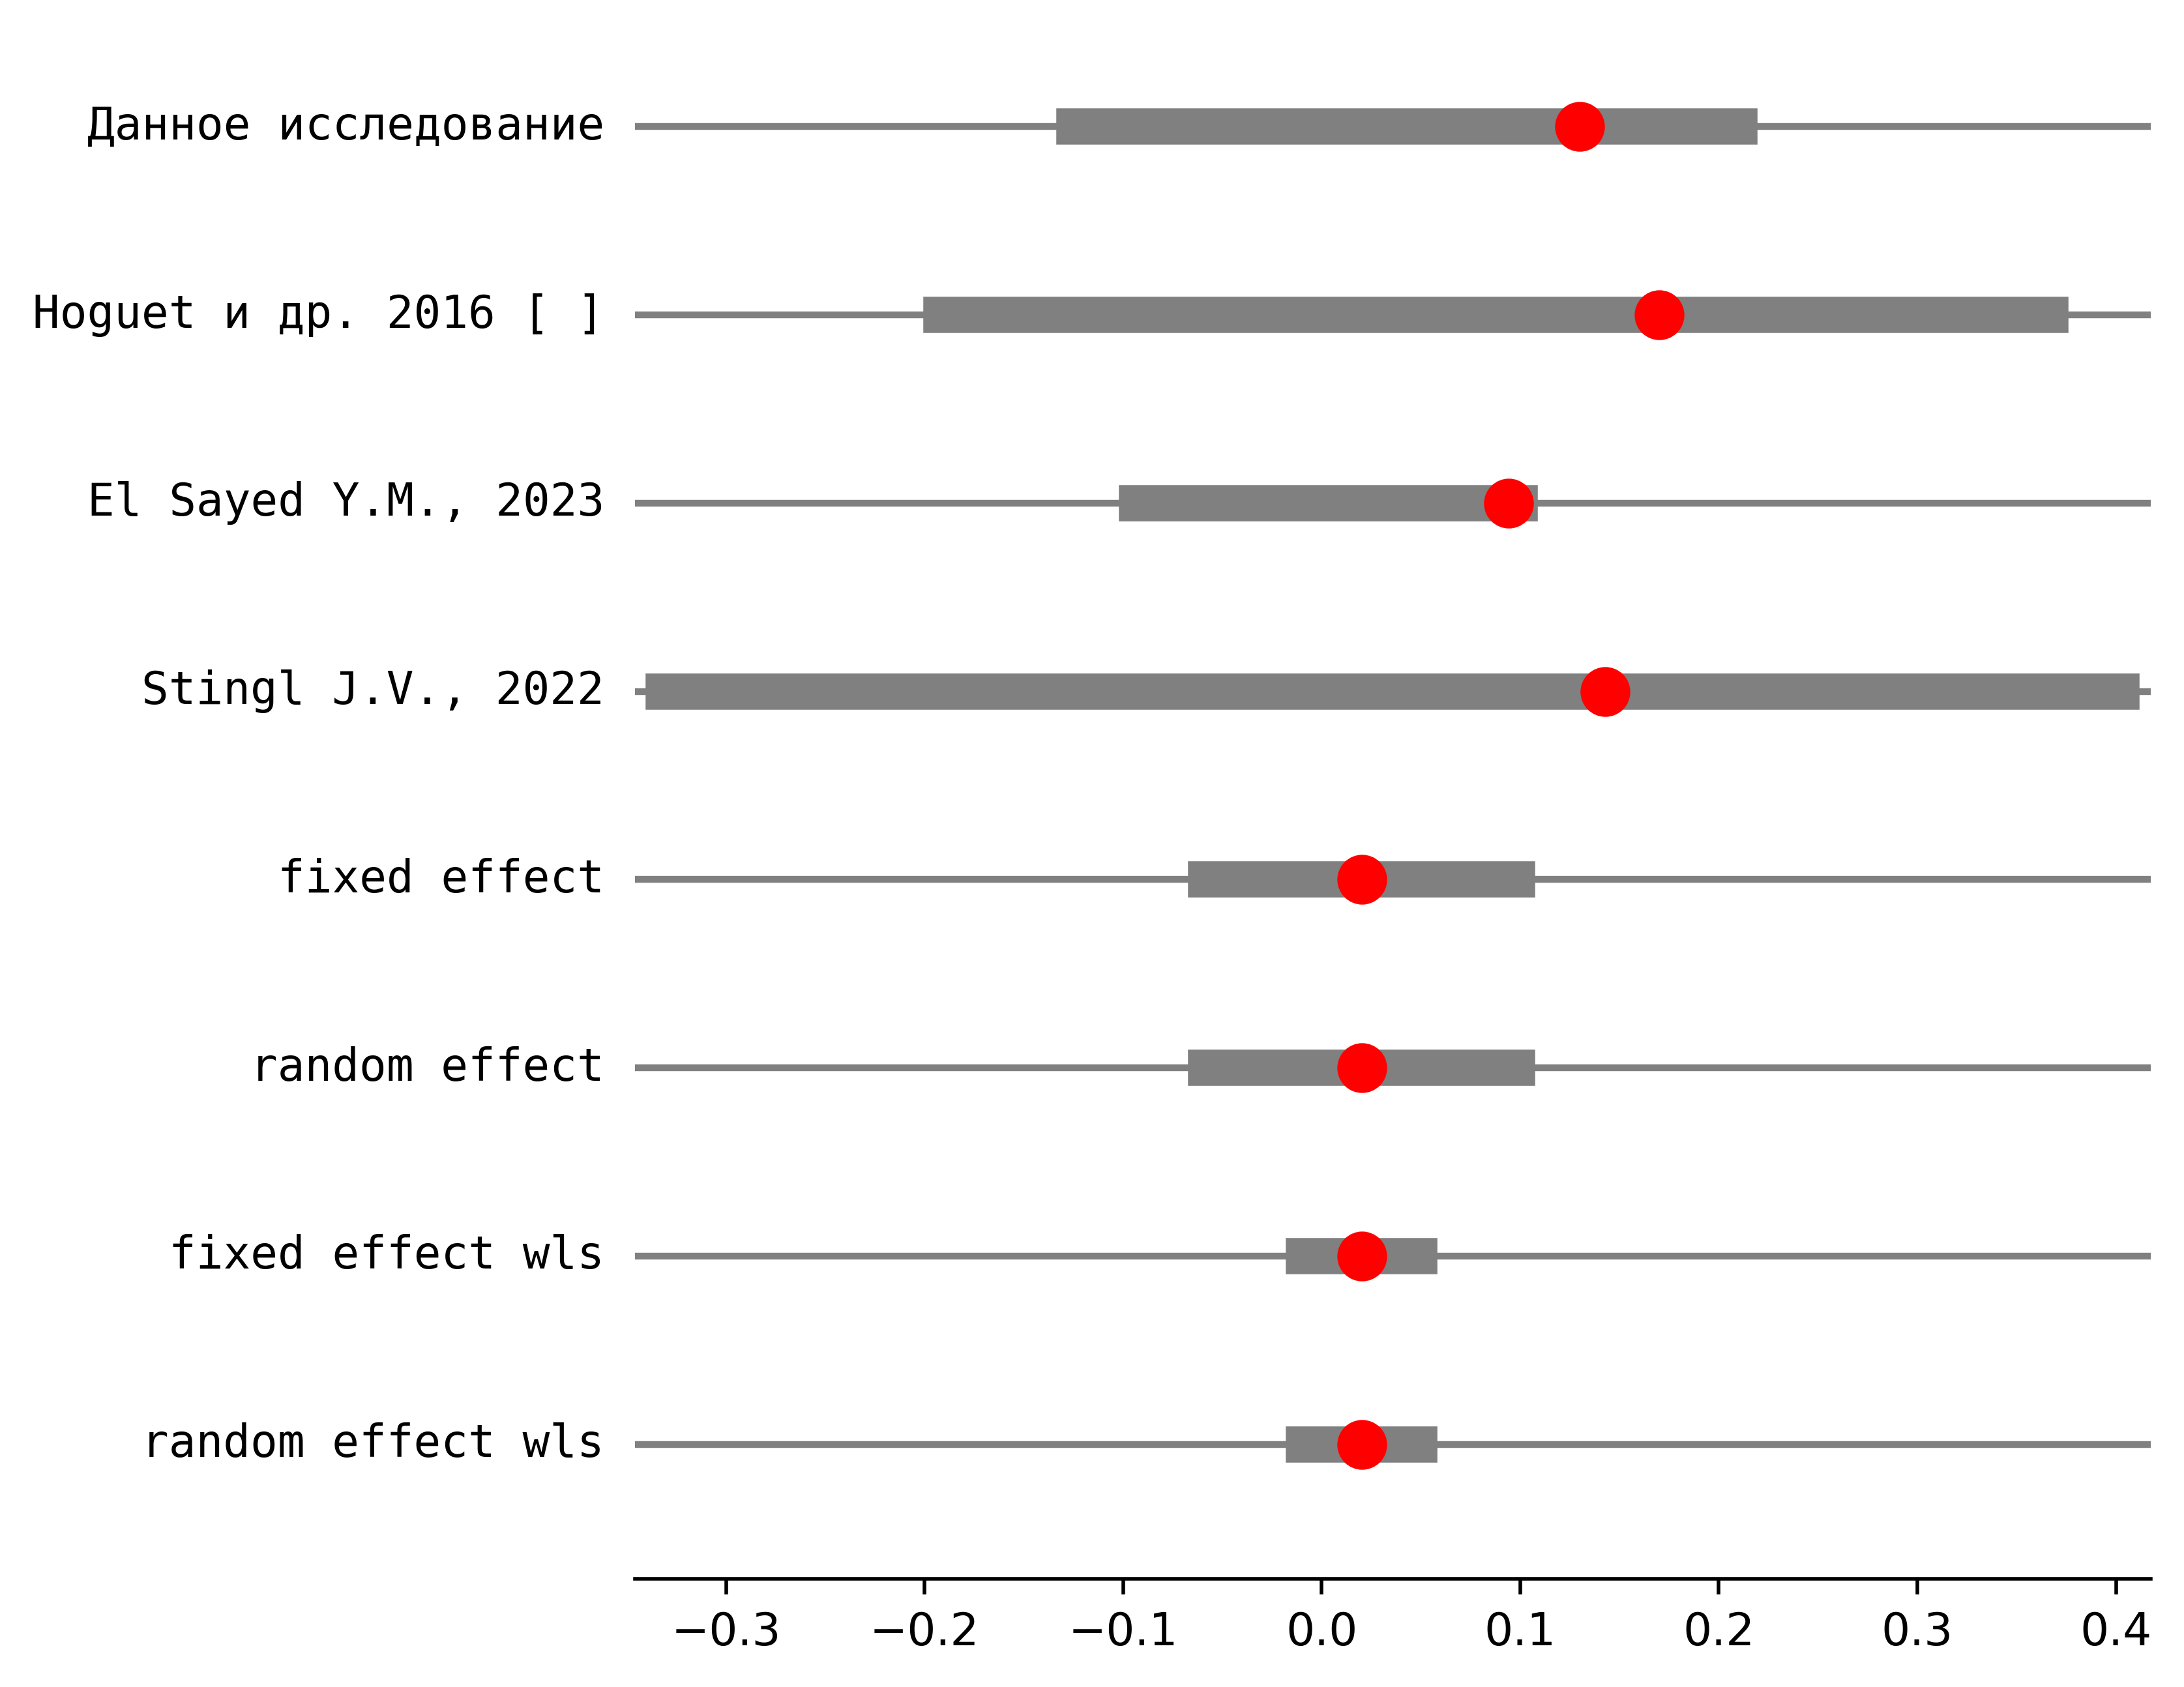 Данное исследование
Hoguet и др. 2016 [ ]
El Sayed Y.M., 2023
Stingl J.V., 2022
fixed effect
random effect
fixed effect wls
random effect wls
−0.3 −0.2 −0.1 0.0 0.1 0.2 0.3 0.4